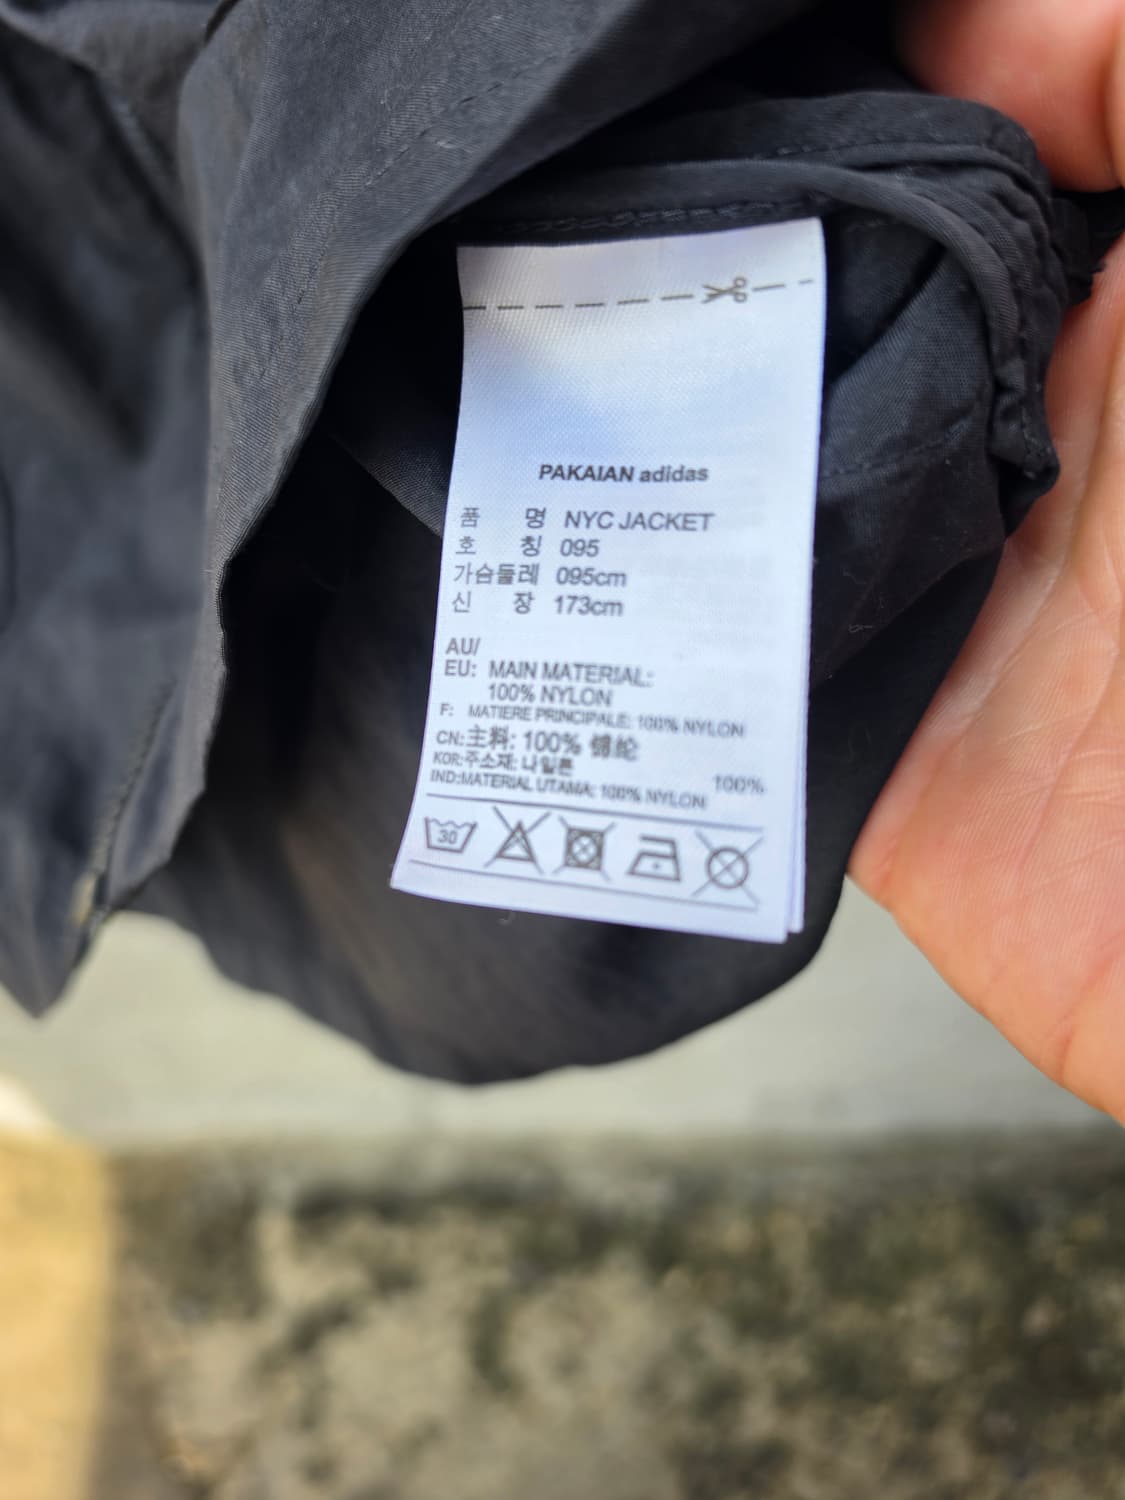 PAKAIAN adidas
품 명 NYC JACKET
호 칭 095
가슴둘레 095cm
신 장 173cm
AU/
EU: MAIN MATERIAL:
100% NYLON
F: MATIERE PRINCIPALE: 100% NYLON
CN:主料: 100% 锦纶
KOR:주소재: 나일론 100%
IND:MATERIAL UTAMA: 100% NYLON
30